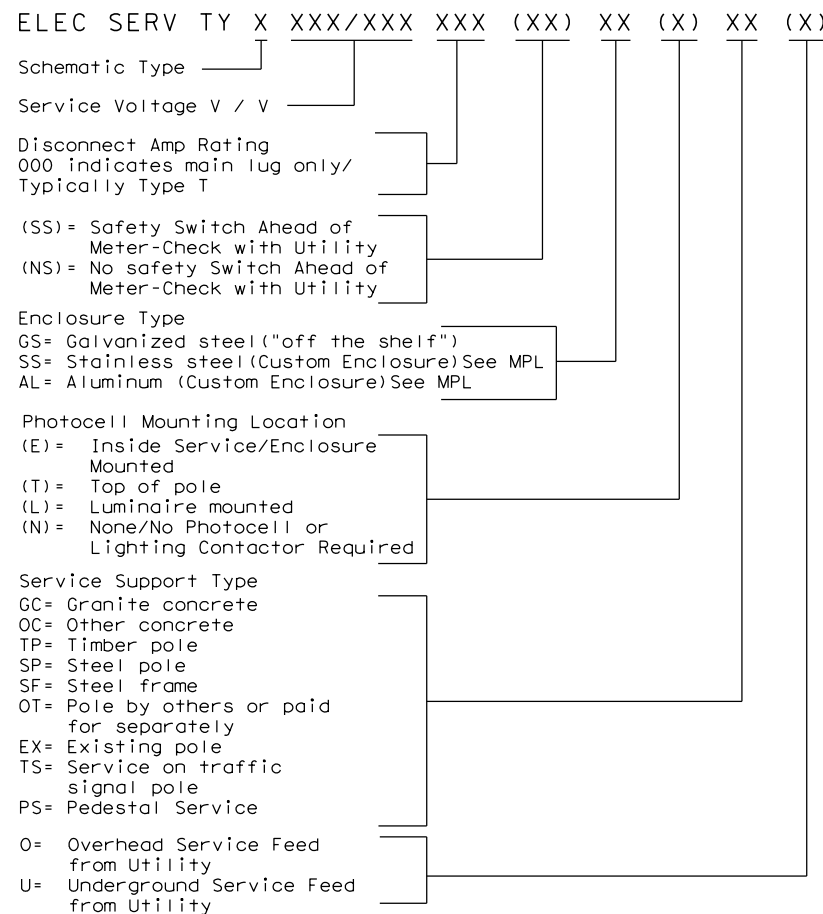 ELEC SERV TY X XXX/XXX XXX (XX) XX (X) XX (X)
Schematic Type
Service Voltage V / V
Disconnect Amp Rating
000 indicates main lug only/
Typically Type T
(SS)= Safety Switch Ahead of
Meter-Check with Utility
(NS)= No safety Switch Ahead of
Meter-Check with Utility
Enclosure Type
GS= Galvanized steel("off the shelf")
SS= Stainless steel(Custom Enclosure)See MPL
AL= Aluminum (Custom Enclosure)See MPL
Photocell Mounting Location
(E)= Inside Service/Enclosure
Mounted
(T)= Top of pole
(L)= Luminaire mounted
(N)= None/No Photocell or
Lighting Contactor Required
Service Support Type
GC= Granite concrete
OC= Other concrete
TP= Timber pole
SP= Steel pole
SF= Steel frame
OT= Pole by others or paid
for separately
EX= Existing pole
TS= Service on traffic
signal pole
PS= Pedestal Service
O= Overhead Service Feed
from Utility
U= Underground Service Feed
from Utility